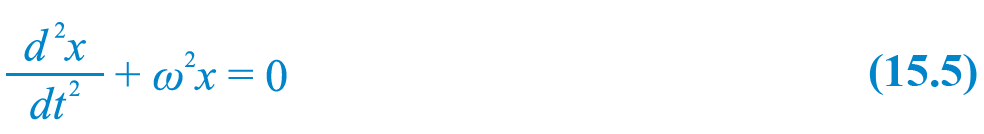 d²x/dt² + ω²x = 0 (15.5)